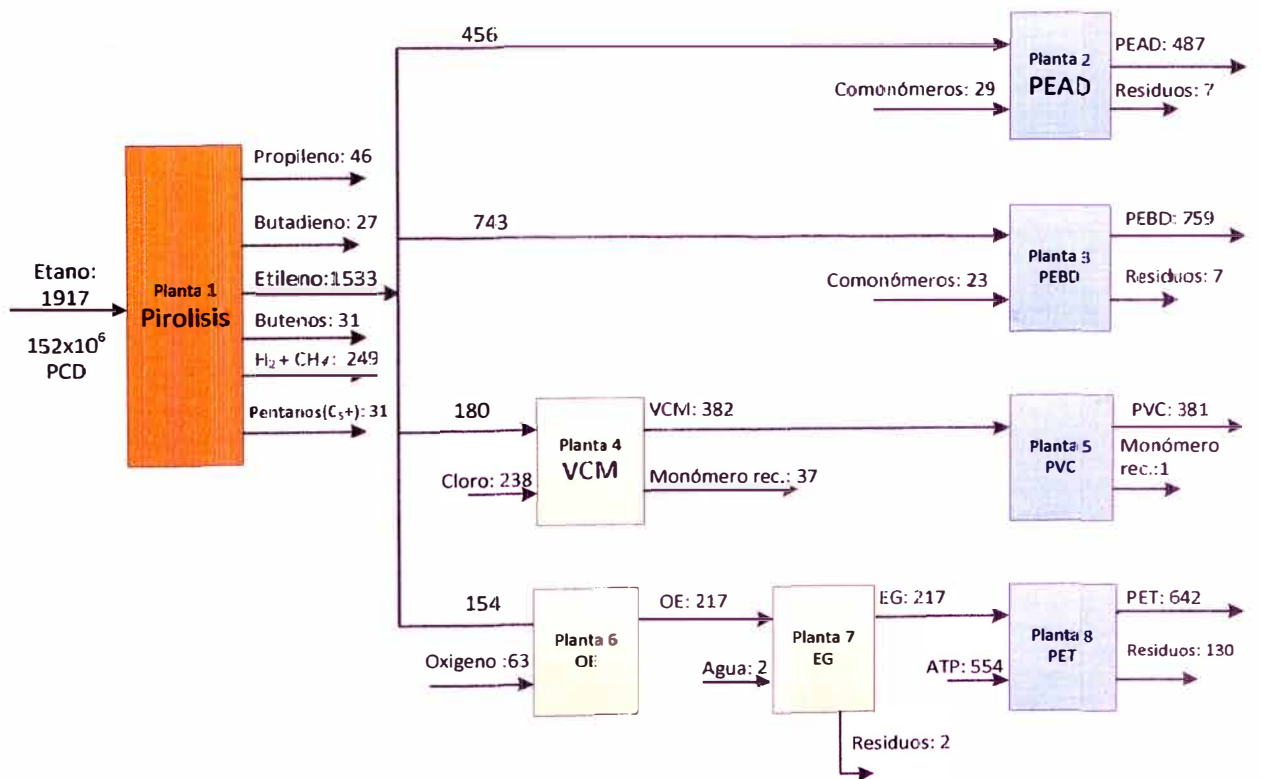 456
Planta 2
PEAD
PEAD: 487
Comonómeros: 29
Residuos: 7
Etano:
1917
152x10⁶
PCD
Planta 1
Pirolisis
Propileno: 46
Butadieno: 27
Etileno:1533
Butenos: 31
H₂ + CH₄: 249
Pentanos(C₅+): 31
743
Planta 3
PEBD
PEBD: 759
Comonómeros: 23
Residuos: 7
180
Cloro: 238
Planta 4
VCM
VCM: 382
Monómero rec.: 37
Planta 5
PVC
PVC: 381
Monómero
rec.:1
154
Oxigeno :63
Planta 6
OE
OE: 217
Agua: 2
Planta 7
EG
EG: 217
Residuos: 2
ATP: 554
Planta 8
PET
PET: 642
Residuos: 130